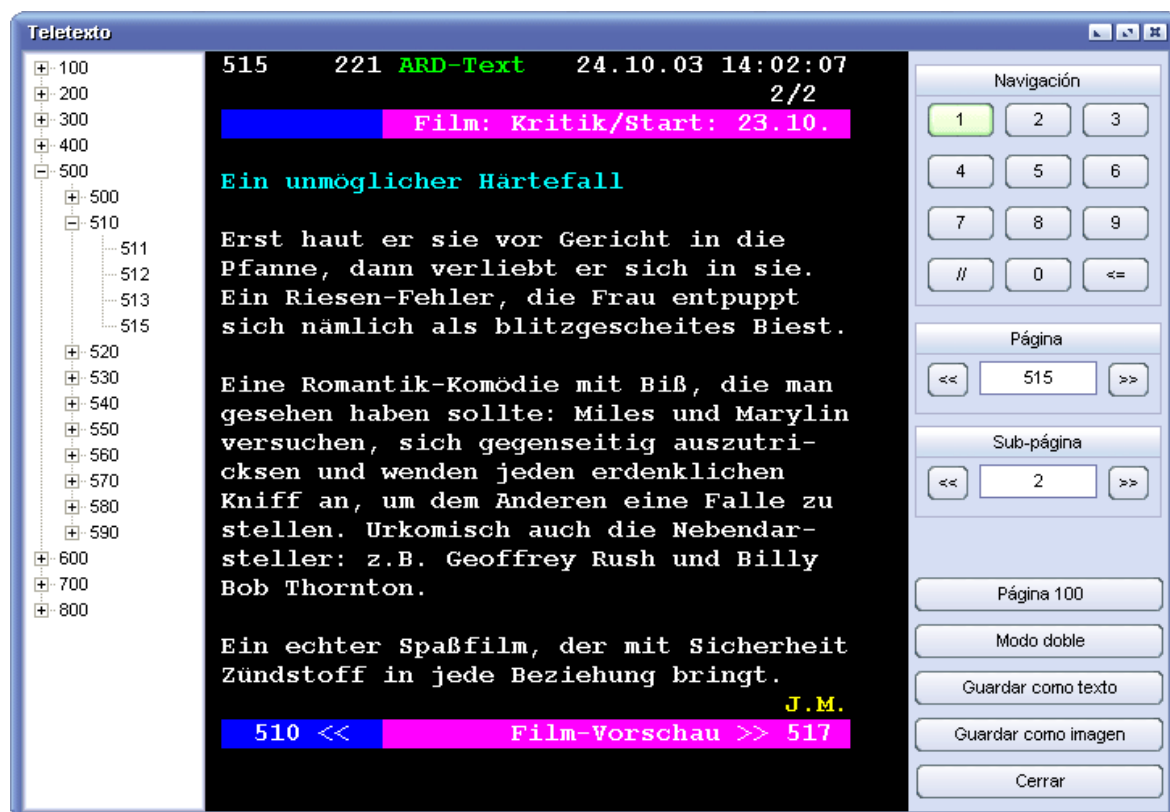 Teletexto
100
200
300
400
500
500
510
511
512
513
515
520
530
540
550
560
570
580
590
600
700
800
515 221 ARD-Text 24.10.03 14:02:07
2/2
Film: Kritik/Start: 23.10.
Ein unmöglicher Härtefall
Erst haut er sie vor Gericht in die
Pfanne, dann verliebt er sich in sie.
Ein Riesen-Fehler, die Frau entpuppt
sich nämlich als blitzgescheites Biest.
Eine Romantik-Komödie mit Biß, die man
gesehen haben sollte: Miles und Marylin
versuchen, sich gegenseitig auszutri-
cksen und wenden jeden erdenklichen
Kniff an, um dem Anderen eine Falle zu
stellen. Urkomisch auch die Nebendar-
steller: z.B. Geoffrey Rush und Billy
Bob Thornton.
Ein echter Spaßfilm, der mit Sicherheit
Zündstoff in jede Beziehung bringt.
J.M.
510 << Film-Vorschau >> 517
Navigación
1 2 3
4 5 6
7 8 9
// 0 <=
Página
<< 515 >>
Sub-página
<< 2 >>
Página 100
Modo doble
Guardar como texto
Guardar como imagen
Cerrar